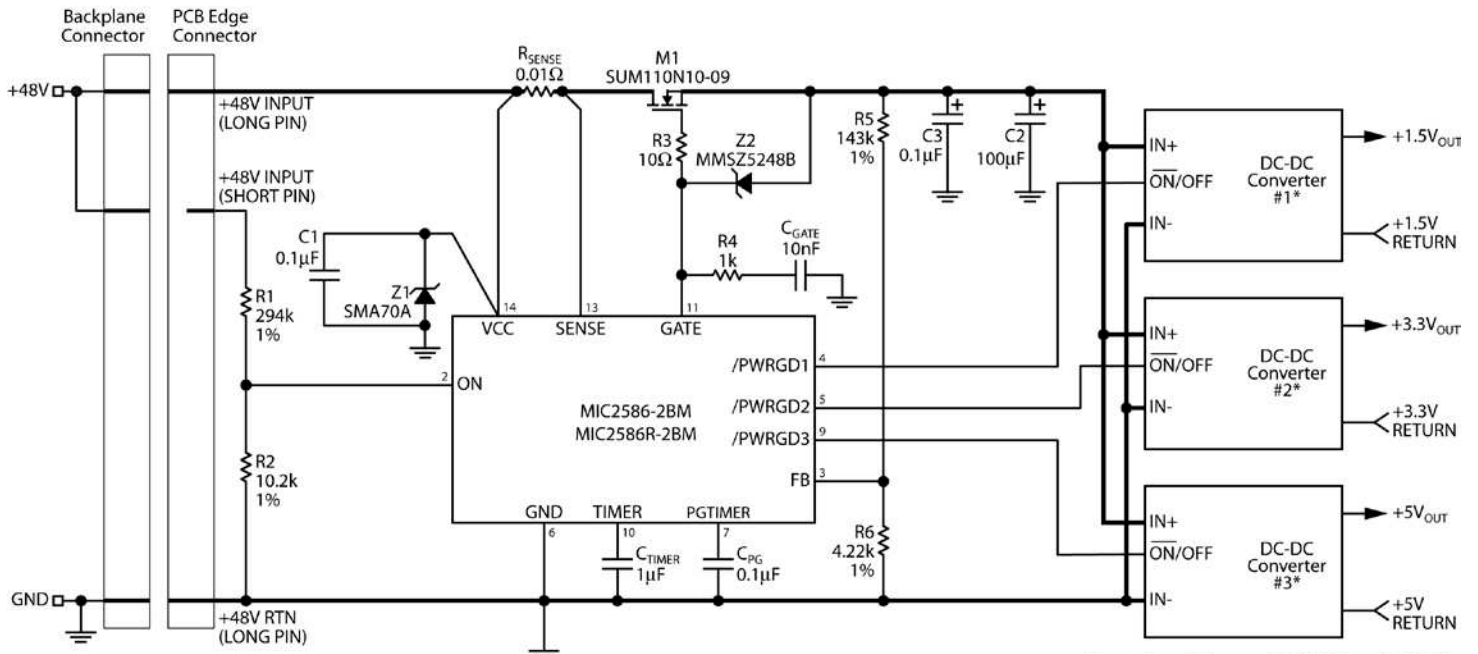 Backplane
Connector
PCB Edge
Connector
+48V
+48V INPUT
(LONG PIN)
+48V INPUT
(SHORT PIN)
RSENSE
0.01Ω
M1
SUM110N10-09
R3
10Ω
Z2
MMSZ5248B
R5
143k
1%
C3
0.1µF
C2
100µF
C1
0.1µF
Z1
SMA70A
R4
1k
CGATE
10nF
R1
294k
1%
R2
10.2k
1%
14
13
11
VCC
SENSE
GATE
2
ON
MIC2586-2BM
MIC2586R-2BM
/PWRGD1
4
/PWRGD2
5
/PWRGD3
9
FB
3
GND
TIMER
PGTIMER
6
10
7
CTIMER
1µF
CPG
0.1µF
R6
4.22k
1%
GND
+48V RTN
(LONG PIN)
IN+
ON/OFF
IN-
DC-DC
Converter
#1*
+1.5VOUT
+1.5V
RETURN
IN+
ON/OFF
IN-
DC-DC
Converter
#2*
+3.3VOUT
+3.3V
RETURN
IN+
ON/OFF
IN-
DC-DC
Converter
#3*
+5VOUT
+5V
RETURN